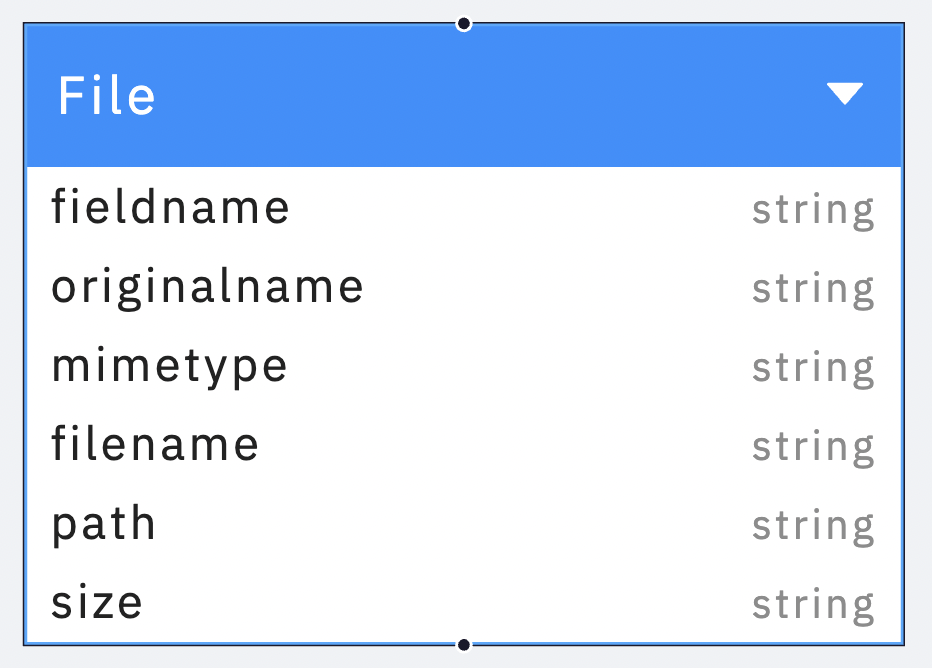 File
fieldname string
originalname string
mimetype string
filename string
path string
size string